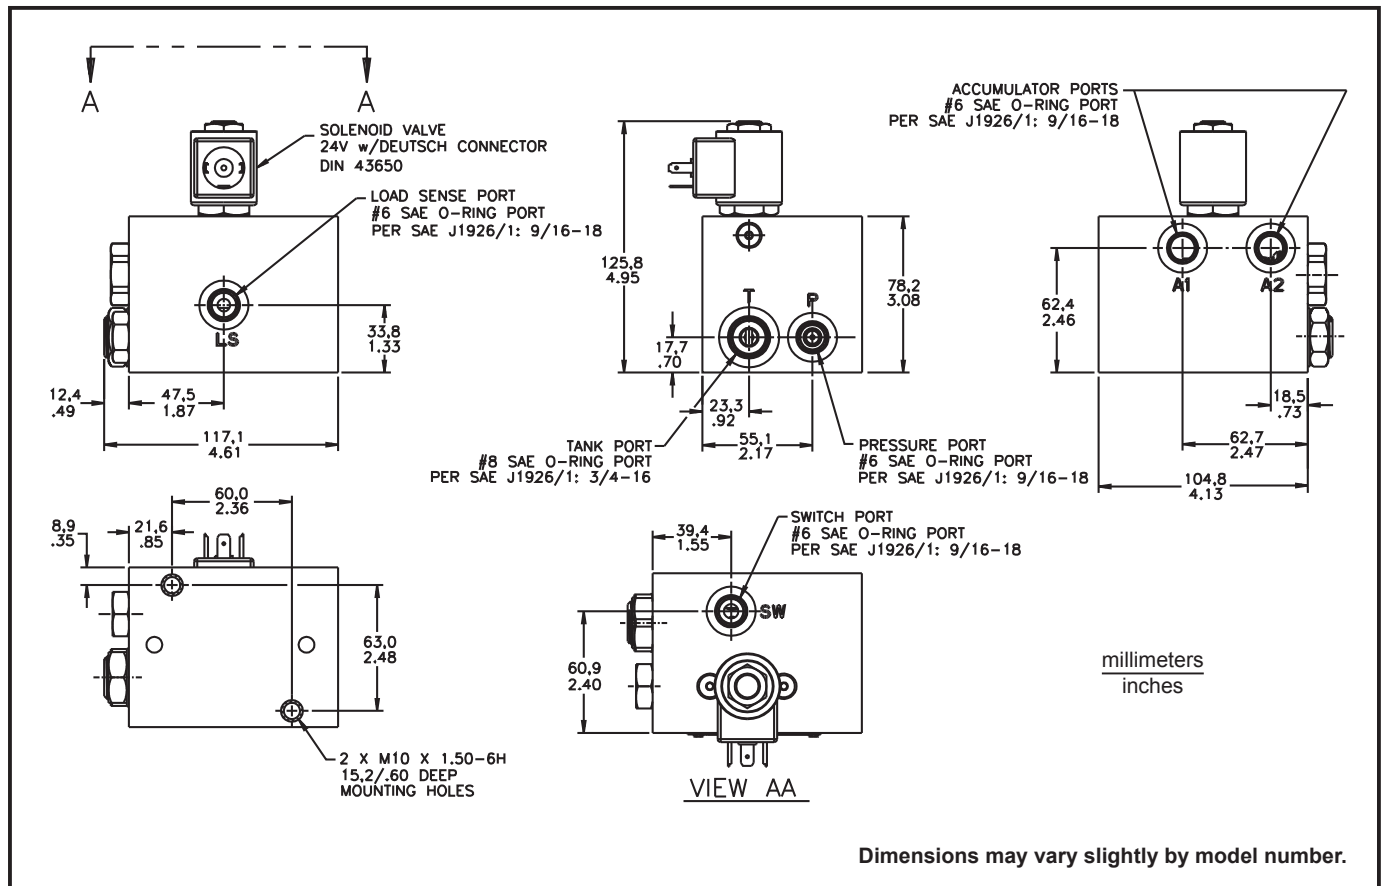 A
A
SOLENOID VALVE
24V w/DEUTSCH CONNECTOR
DIN 43650
LOAD SENSE PORT
#6 SAE O-RING PORT
PER SAE J1926/1: 9/16-18
LS
33,8
1.33
12,4
.49
47,5
1.87
117,1
4.61
125,8
4.95
T
P
78,2
3.08
17,7
.70
23,3
.92
55,1
2.17
TANK PORT
#8 SAE O-RING PORT
PER SAE J1926/1: 3/4-16
PRESSURE PORT
#6 SAE O-RING PORT
PER SAE J1926/1: 9/16-18
ACCUMULATOR PORTS
#6 SAE O-RING PORT
PER SAE J1926/1: 9/16-18
A1
A2
62,4
2.46
18,5
.73
62,7
2.47
104,8
4.13
60,0
2.36
8,9
.35
21,6
.85
63,0
2.48
2 X M10 X 1.50-6H
15,2/.60 DEEP
MOUNTING HOLES
39,4
1.55
SWITCH PORT
#6 SAE O-RING PORT
PER SAE J1926/1: 9/16-18
SW
60,9
2.40
VIEW AA
millimeters
inches
Dimensions may vary slightly by model number.